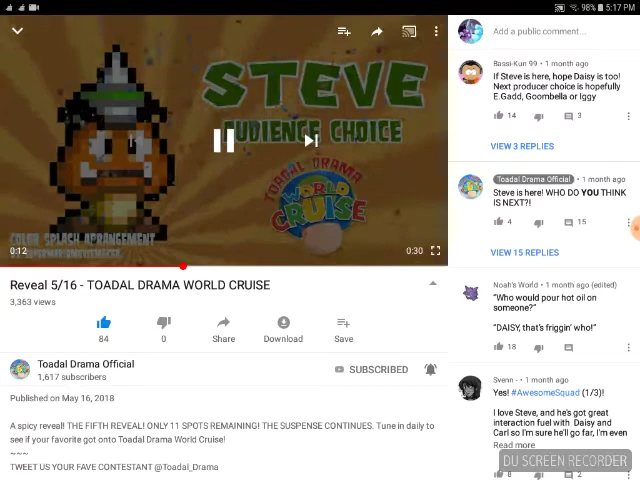 98% 5:17 PM
STEVE
AUDIENCE CHOICE
TOADAL DRAMA
WORLD
CRUISE
COLOR SPLASH ARRANGEMENT
0:12
0:30
Reveal 5/16 - TOADAL DRAMA WORLD CRUISE
3,363 views
84
0
Share
Download
Save
Toadal Drama Official
1,617 subscribers
SUBSCRIBED
Published on May 16, 2018
A spicy reveal! THE FIFTH REVEAL! ONLY 11 SPOTS REMAINING! THE SUSPENSE CONTINUES. Tune in daily to
see if your favorite got onto Toadal Drama World Cruise!
~~~
TWEET US YOUR FAVE CONTESTANT @Toadal_Drama
Add a public comment...
Bassi-Kun 99 • 1 month ago
If Steve is here, hope Daisy is too!
Next producer choice is hopefully
E.Gadd, Goombella or Iggy
14
3
VIEW 3 REPLIES
Toadal Drama Official • 1 month ago
Steve is here! WHO DO YOU THINK
IS NEXT?!
4
15
VIEW 15 REPLIES
Noah's World • 1 month ago (edited)
“Who would pour hot oil on
someone?”
“DAISY, that’s friggin’ who!”
18
Svenn - • 1 month ago
Yes! #AwesomeSquad (1/3)!
I love Steve, and he's got great
interaction fuel with Daisy and
Carl so I'm sure he'll go far, I'm even
Read more
DU SCREEN RECORDER
8
2